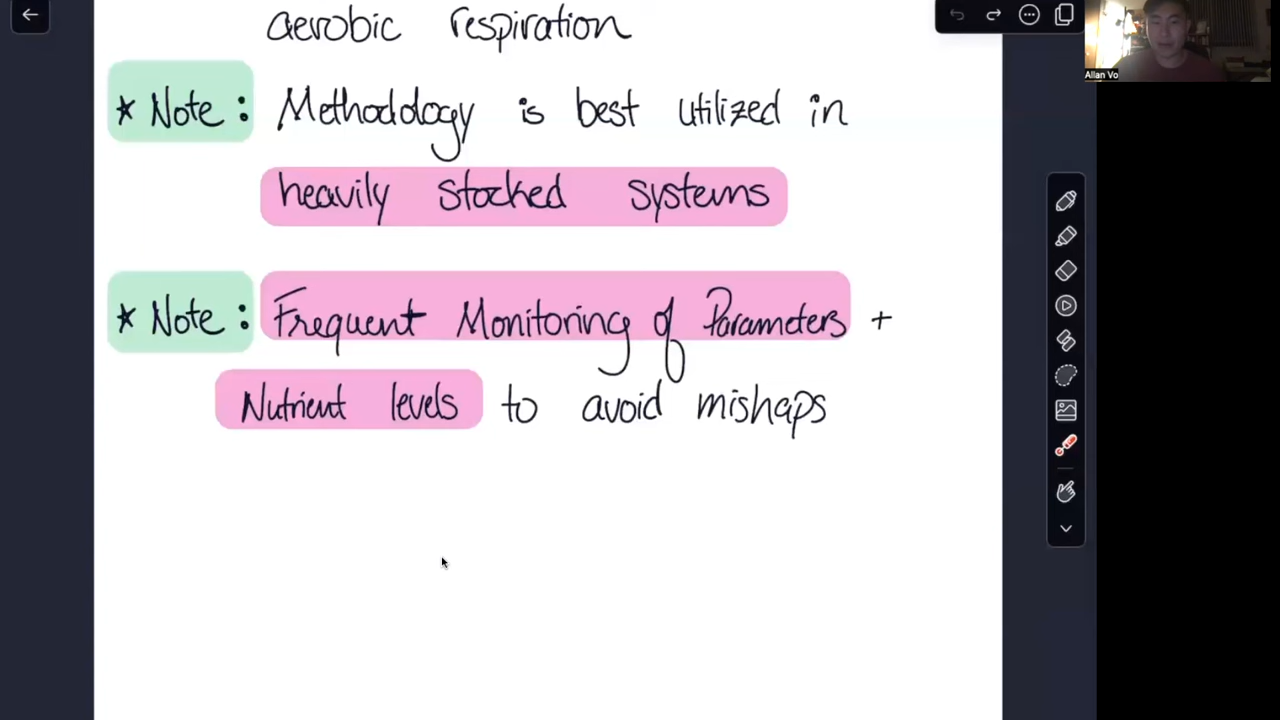 aerobic respiration
* Note: Methodology is best utilized in
heavily stocked systems
* Note: Frequent Monitoring of Parameters +
Nutrient levels to avoid mishaps
Allan Vo